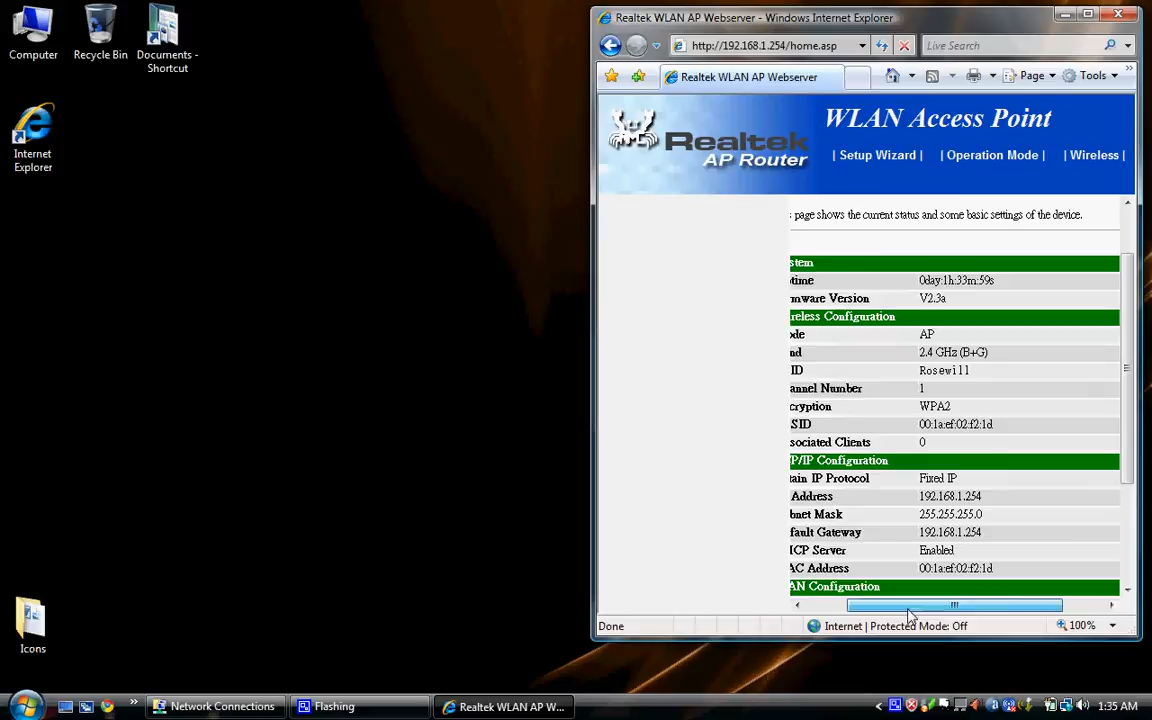 Computer
Recycle Bin
Documents -
Shortcut
Internet
Explorer
Icons
Realtek WLAN AP Webserver - Windows Internet Explorer
http://192.168.1.254/home.asp
Live Search
Realtek WLAN AP Webserver
Page
Tools
Realtek
AP Router
WLAN Access Point
| Setup Wizard | | Operation Mode | | Wireless |
page shows the current status and some basic settings of the device.
stem
time 0day:1h:33m:59s
mware Version V2.3a
reless Configuration
ode AP
nd 2.4 GHz (B+G)
ID Rosewill
annel Number 1
cryption WPA2
SSID 00:1a:ef:02:f2:1d
sociated Clients 0
P/IP Configuration
tain IP Protocol Fixed IP
Address 192.168.1.254
bnet Mask 255.255.255.0
fault Gateway 192.168.1.254
ICP Server Enabled
AC Address 00:1a:ef:02:f2:1d
AN Configuration
Done
Internet | Protected Mode: Off
100%
Network Connections
Flashing
Realtek WLAN AP W...
1:35 AM